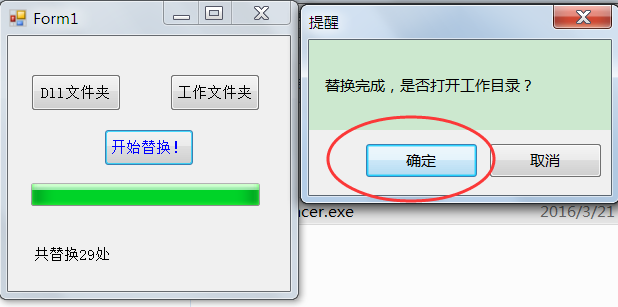 Form1
Dll文件夹
工作文件夹
开始替换!
共替换29处
提醒
替换完成，是否打开工作目录？
确定
取消
cer.exe
2016/3/21